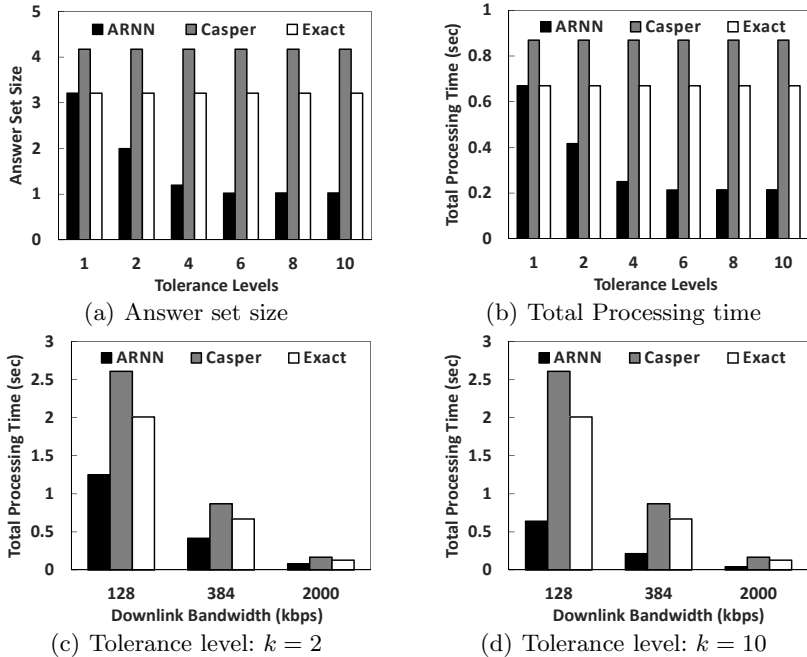 ARNN Casper Exact
5
4
3
2
1
0
Answer Set Size
1 2 4 6 8 10
Tolerance Levels
(a) Answer set size
ARNN Casper Exact
1
0.8
0.6
0.4
0.2
0
Total Processing Time (sec)
1 2 4 6 8 10
Tolerance Levels
(b) Total Processing time
ARNN Casper Exact
3
2.5
2
1.5
1
0.5
0
Total Processing Time (sec)
128 384 2000
Downlink Bandwidth (kbps)
(c) Tolerance level: k = 2
ARNN Casper Exact
3
2.5
2
1.5
1
0.5
0
Total Processing Time (sec)
128 384 2000
Downlink Bandwidth (kbps)
(d) Tolerance level: k = 10